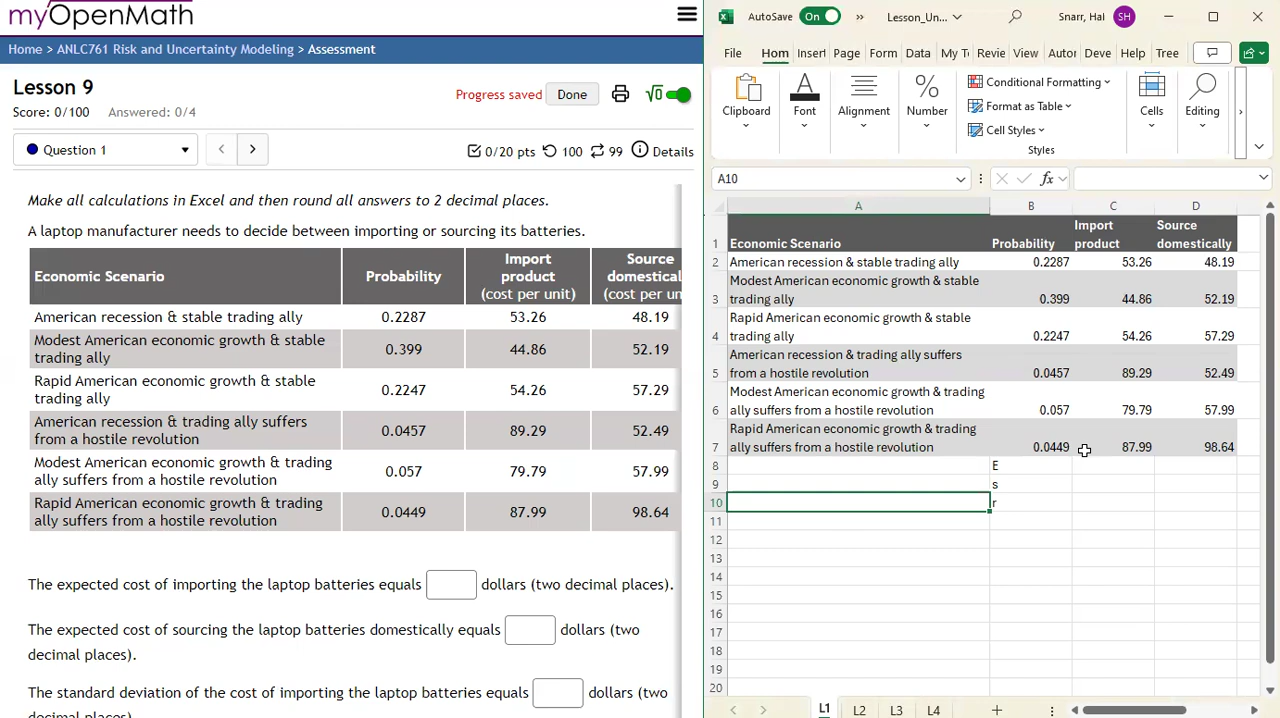 myOpenMath
Home > ANLC761 Risk and Uncertainty Modeling > Assessment
Lesson 9
Score: 0/100 Answered: 0/4
Progress saved Done
Question 1
0/20 pts 100 99 Details
Make all calculations in Excel and then round all answers to 2 decimal places.
A laptop manufacturer needs to decide between importing or sourcing its batteries.
Economic Scenario Probability Import product (cost per unit) Source domestical (cost per un
American recession & stable trading ally 0.2287 53.26 48.19
Modest American economic growth & stable
trading ally 0.399 44.86 52.19
Rapid American economic growth & stable
trading ally 0.2247 54.26 57.29
American recession & trading ally suffers
from a hostile revolution 0.0457 89.29 52.49
Modest American economic growth & trading
ally suffers from a hostile revolution 0.057 79.79 57.99
Rapid American economic growth & trading
ally suffers from a hostile revolution 0.0449 87.99 98.64
The expected cost of importing the laptop batteries equals dollars (two decimal places).
The expected cost of sourcing the laptop batteries domestically equals dollars (two
decimal places).
The standard deviation of the cost of importing the laptop batteries equals dollars (two
decimal places).
AutoSave On Lesson_Un... Snarr, Hal SH
File Hom Insert Page Form Data My T Revie View Autor Deve Help Tree
Clipboard Font Alignment Number
Conditional Formatting
Format as Table
Cell Styles
Styles
Cells Editing
A10 fx
A B C D
1 Economic Scenario Probability Import product Source domestically
2 American recession & stable trading ally 0.2287 53.26 48.19
Modest American economic growth & stable
3 trading ally 0.399 44.86 52.19
Rapid American economic growth & stable
4 trading ally 0.2247 54.26 57.29
American recession & trading ally suffers
5 from a hostile revolution 0.0457 89.29 52.49
Modest American economic growth & trading
6 ally suffers from a hostile revolution 0.057 79.79 57.99
Rapid American economic growth & trading
7 ally suffers from a hostile revolution 0.0449 87.99 98.64
8 E
9 s
10 r
11
12
13
14
15
16
17
18
19
20
L1 L2 L3 L4